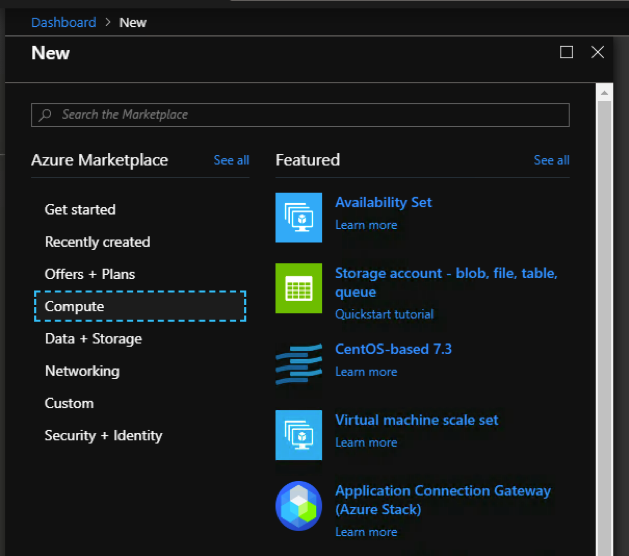 Dashboard > New
New
Search the Marketplace
Azure Marketplace
See all
Get started
Recently created
Offers + Plans
Compute
Data + Storage
Networking
Custom
Security + Identity
Featured
See all
Availability Set
Learn more
Storage account - blob, file, table,
queue
Quickstart tutorial
CentOS-based 7.3
Learn more
Virtual machine scale set
Learn more
Application Connection Gateway
(Azure Stack)
Learn more